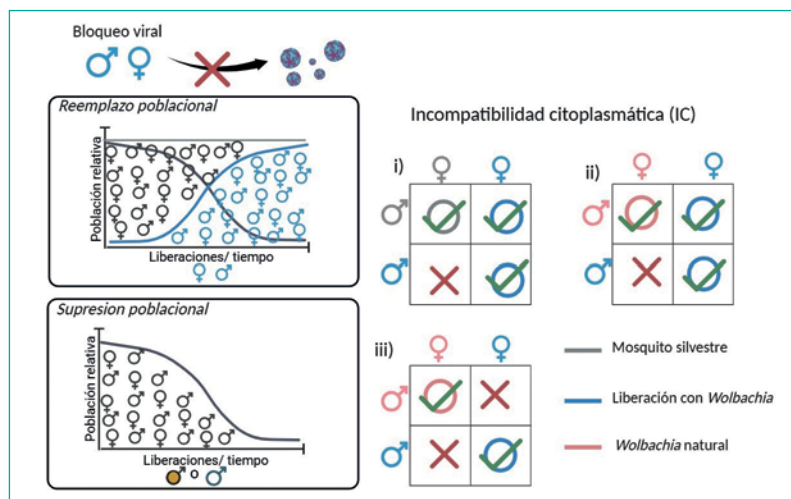 Bloqueo viral
Reemplazo poblacional
Población relativa
Liberaciones/ tiempo
Supresion poblacional
Población relativa
Liberaciones/ tiempo
o
Incompatibilidad citoplasmática (IC)
i)
ii)
iii)
Mosquito silvestre
Liberación con Wolbachia
Wolbachia natural